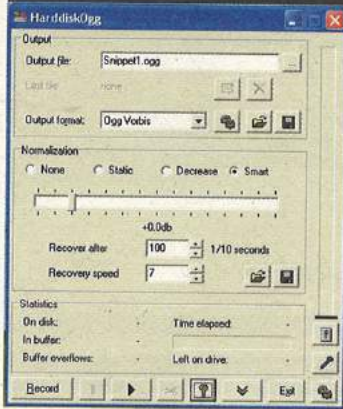 HarddiskOgg
Output
Output file: Snippet1.ogg ...
Last file: none
Output format: Ogg Vorbis
Normalization
None Static Decrease Smart
+0.0db
Recover after 100 1/10 seconds
Recovery speed 7
Statistics
On disk: - Time elapsed: -
In buffer: -
Buffer overflows: - Left on drive: -
Record Exit